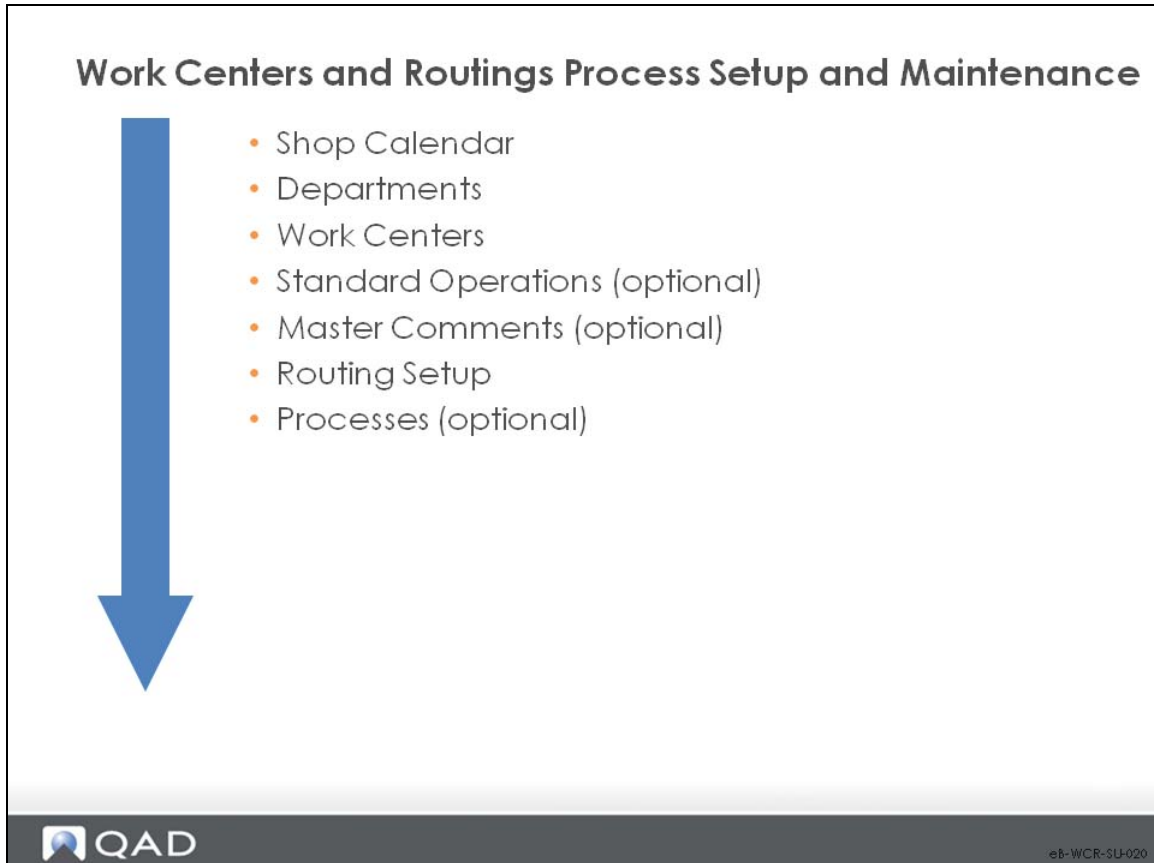 Work Centers and Routings Process Setup and Maintenance
• Shop Calendar
• Departments
• Work Centers
• Standard Operations (optional)
• Master Comments (optional)
• Routing Setup
• Processes (optional)
QAD
eB-WCR-SU-020